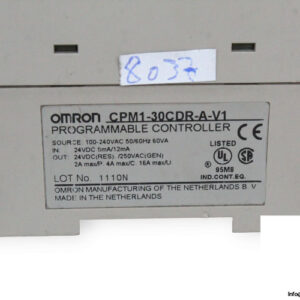 8037
OMRON CPM1-30CDR-A-V1
PROGRAMMABLE CONTROLLER
SOURCE: 100-240VAC 50/60Hz 60VA
IN: 24VDC 5mA/12mA
OUT: 24VDC(RES). /250VAC(GEN)
2A max/P. 4A max/C. 16A max/U
LOT No. 1110N
OMRON MANUFACTURING OF THE NETHERLANDS B. V
MADE IN THE NETHERLANDS
CE
LISTED
UL
85M8
IND.CONT.EQ.